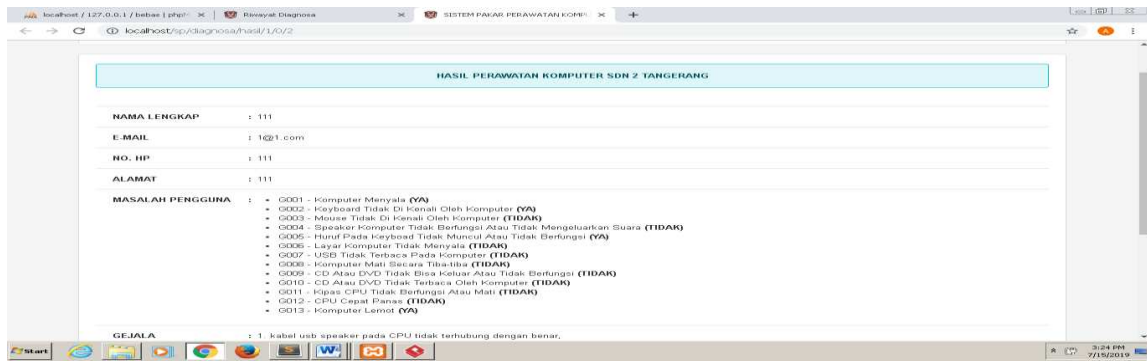 localhost / 127.0.0.1 / bebas | php
Riwayat Diagnosa
SISTEM PAKAR PERAWATAN KOMP
localhost/sp/diagnosa/hasil/1/0/2
HASIL PERAWATAN KOMPUTER SDN 2 TANGERANG
NAMA LENGKAP : 111
E-MAIL : 1@1.com
NO. HP : 111
ALAMAT : 111
MASALAH PENGGUNA :
• G001 - Komputer Menyala (YA)
• G002 - Keyboard Tidak Di Kenali Oleh Komputer (YA)
• G003 - Mouse Tidak Di Kenali Oleh Komputer (TIDAK)
• G004 - Speaker Komputer Tidak Berfungsi Atau Tidak Mengeluarkan Suara (TIDAK)
• G005 - Huruf Pada Keyboad Tidak Muncul Atau Tidak Berfungsi (YA)
• G006 - Layar Komputer Tidak Menyala (TIDAK)
• G007 - USB Tidak Terbaca Pada Komputer (TIDAK)
• G008 - Komputer Mati Secara Tiba-tiba (TIDAK)
• G009 - CD Atau DVD Tidak Bisa Keluar Atau Tidak Berfungsi (TIDAK)
• G010 - CD Atau DVD Tidak Terbaca Oleh Komputer (TIDAK)
• G011 - Kipas CPU Tidak Berfungsi Atau Mati (TIDAK)
• G012 - CPU Cepat Panas (TIDAK)
• G013 - Komputer Lemot (YA)
GEJALA : 1. kabel usb speaker pada CPU tidak terhubung dengan benar,
Start
3:24 PM
7/15/2019